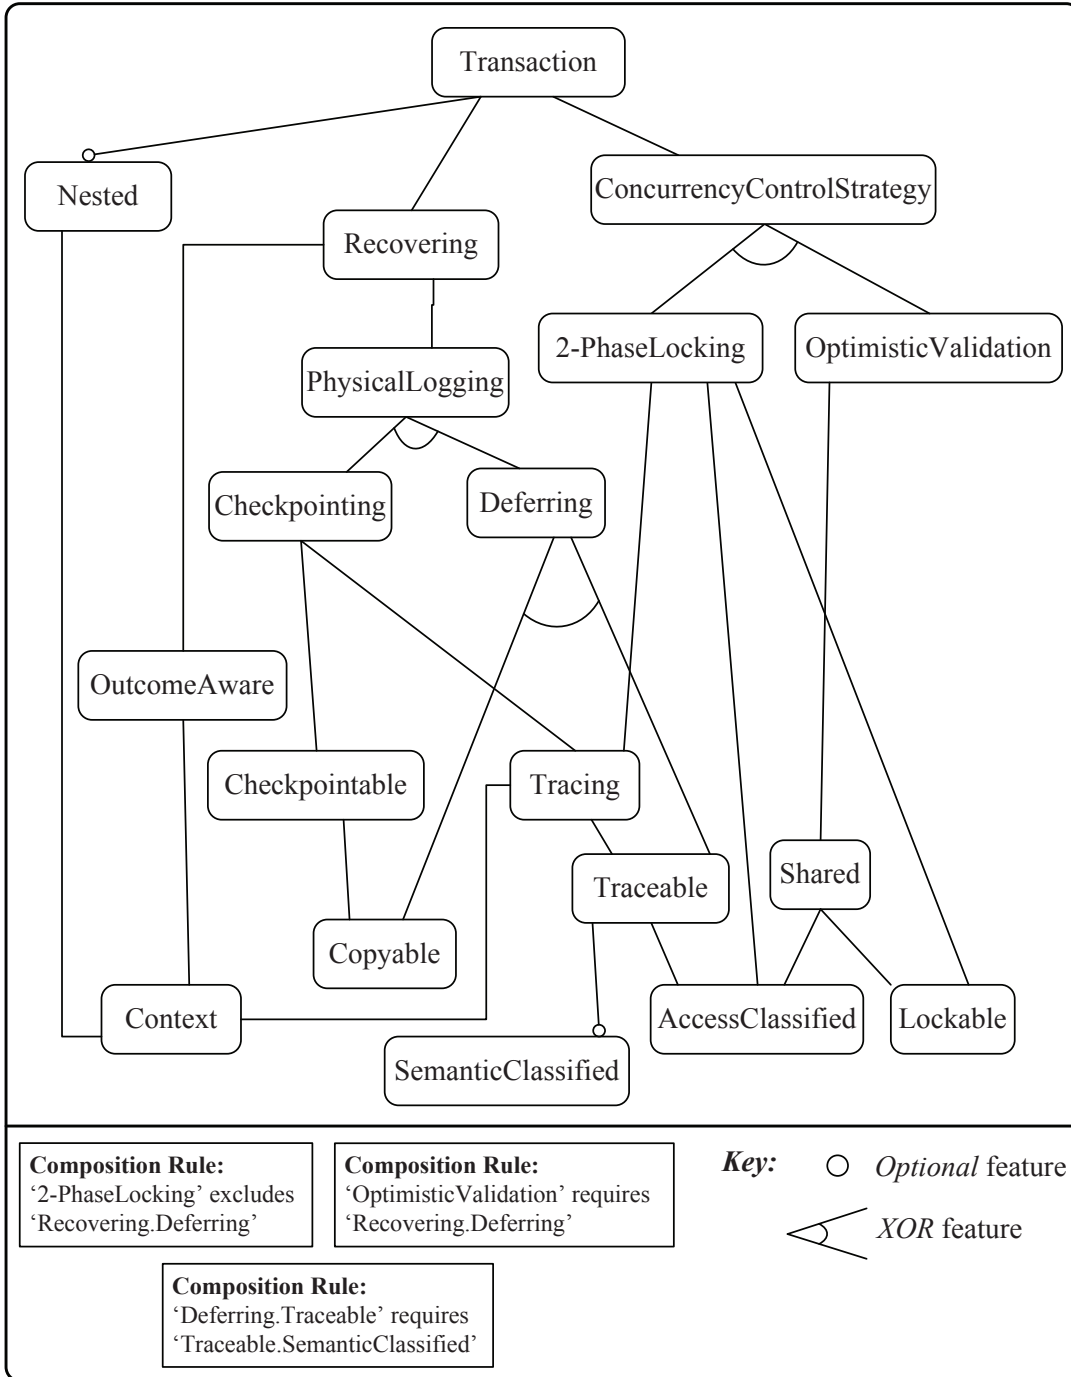 Transaction
Nested
ConcurrencyControlStrategy
Recovering
2-PhaseLocking
OptimisticValidation
PhysicalLogging
Checkpointing
Deferring
OutcomeAware
Checkpointable
Tracing
Traceable
Shared
Copyable
Context
AccessClassified
Lockable
SemanticClassified
Composition Rule:
‘2-PhaseLocking’ excludes
‘Recovering.Deferring’
Composition Rule:
‘OptimisticValidation’ requires
‘Recovering.Deferring’
Composition Rule:
‘Deferring.Traceable’ requires
‘Traceable.SemanticClassified’
Key:
Optional feature
XOR feature